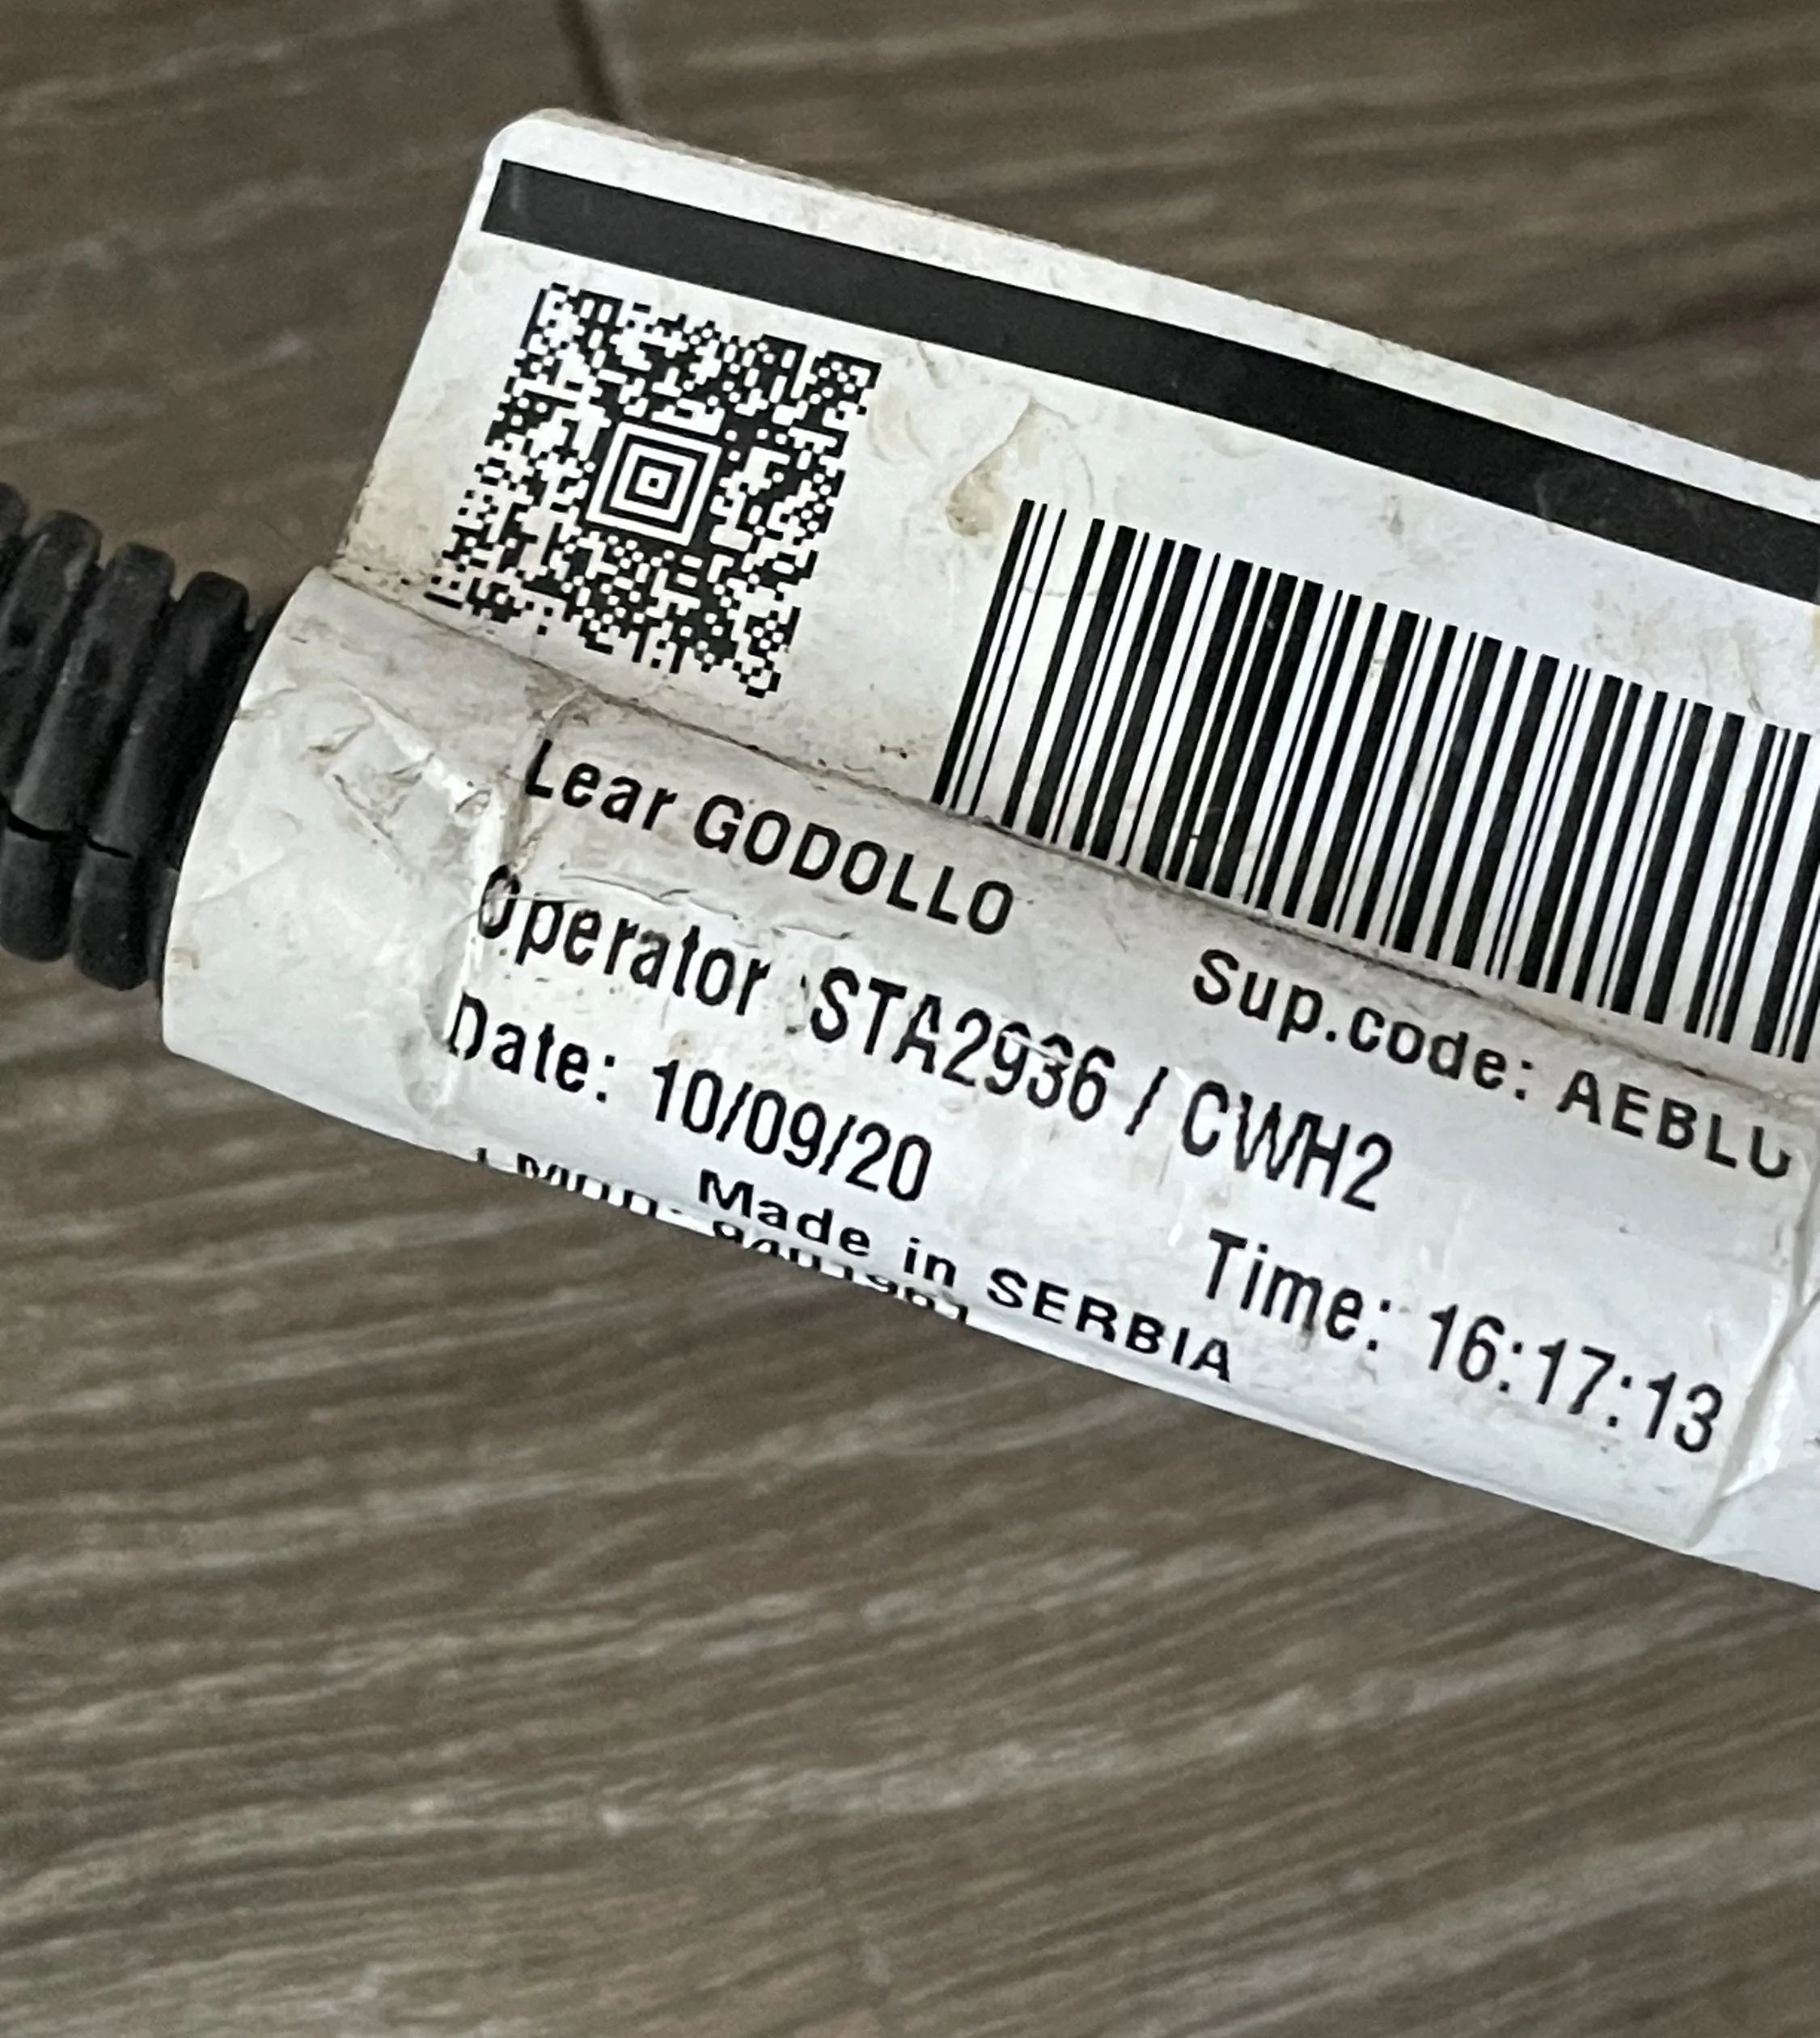 Lear GODOLLO
Sup.code: AEBLU
Operator STA2936 / CWH2
Date: 10/09/20
Time: 16:17:13
Made in SERBIA